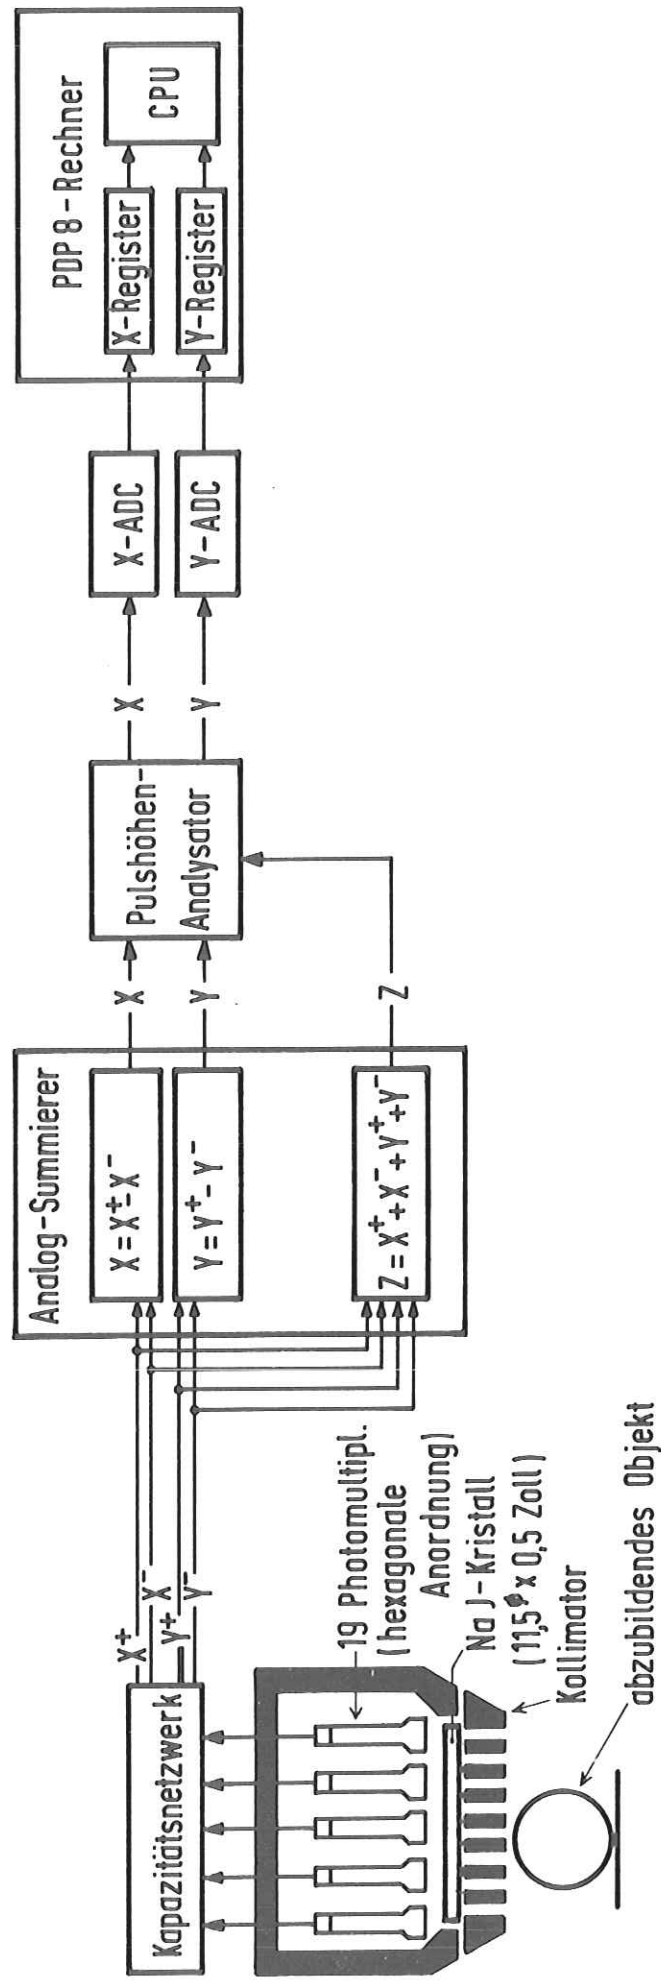 Kapazitätsnetzwerk
X⁺
X⁻
Y⁺
Y⁻
19 Photomultipl.
(hexagonale
Anordnung)
Na J-Kristall
(11,5ᶲ x 0,5 Zoll)
Kollimator
abzubildendes Objekt
Analog-Summierer
X = X⁺-X⁻
Y = Y⁺-Y⁻
Z = X⁺+X⁻+Y⁺+Y⁻
X
Y
Z
Pulshöhen-
Analysator
X
Y
X-ADC
Y-ADC
PDP 8-Rechner
X-Register
Y-Register
CPU